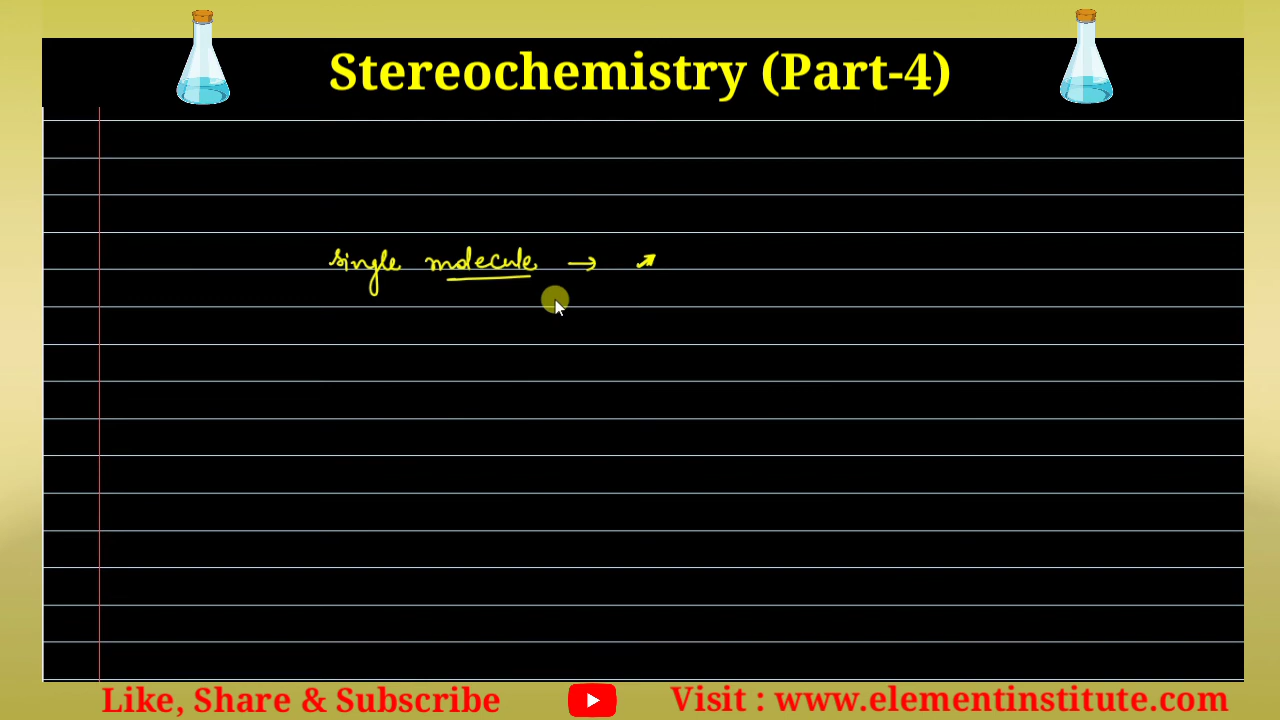 Stereochemistry (Part-4)
single molecule →
Like, Share & Subscribe
Visit : www.elementinstitute.com